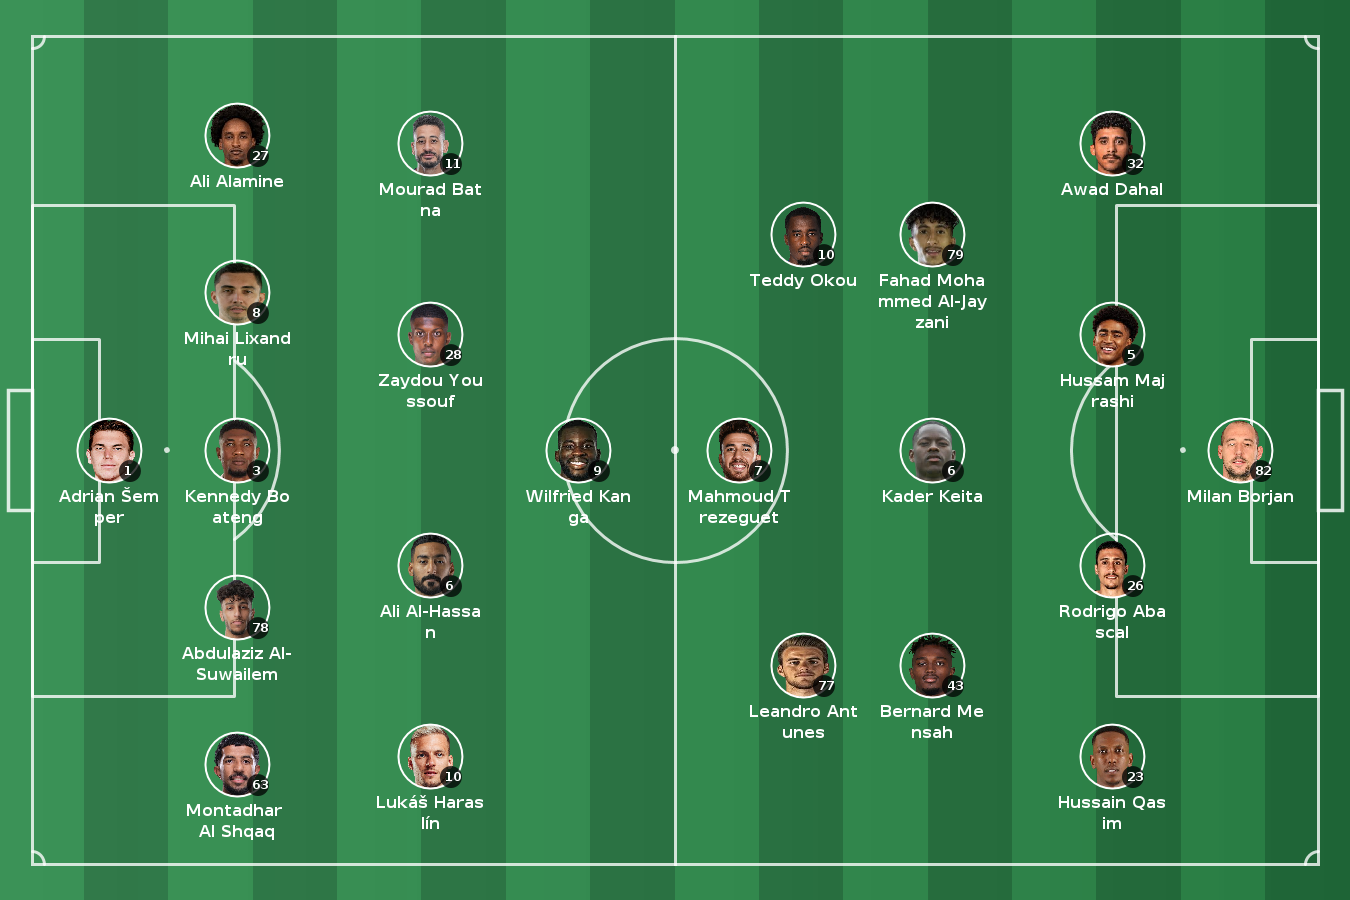 27
Ali Alamine
11
Mourad Bat
na
32
Awad Dahal
10
Teddy Okou
79
Fahad Moha
mmed Al-Jay
zani
8
Mihai Lixand
ru
28
Zaydou You
ssouf
5
Hussam Maj
rashi
1
Adrian Šem
per
3
Kennedy Bo
ateng
9
Wilfried Kan
ga
7
Mahmoud T
rezeguet
6
Kader Keita
82
Milan Borjan
6
Ali Al-Hassa
n
26
Rodrigo Aba
scal
78
Abdulaziz Al-
Suwailem
77
Leandro Ant
unes
43
Bernard Me
nsah
63
Montadhar
Al Shqaq
10
Lukáš Haras
lín
23
Hussain Qas
im